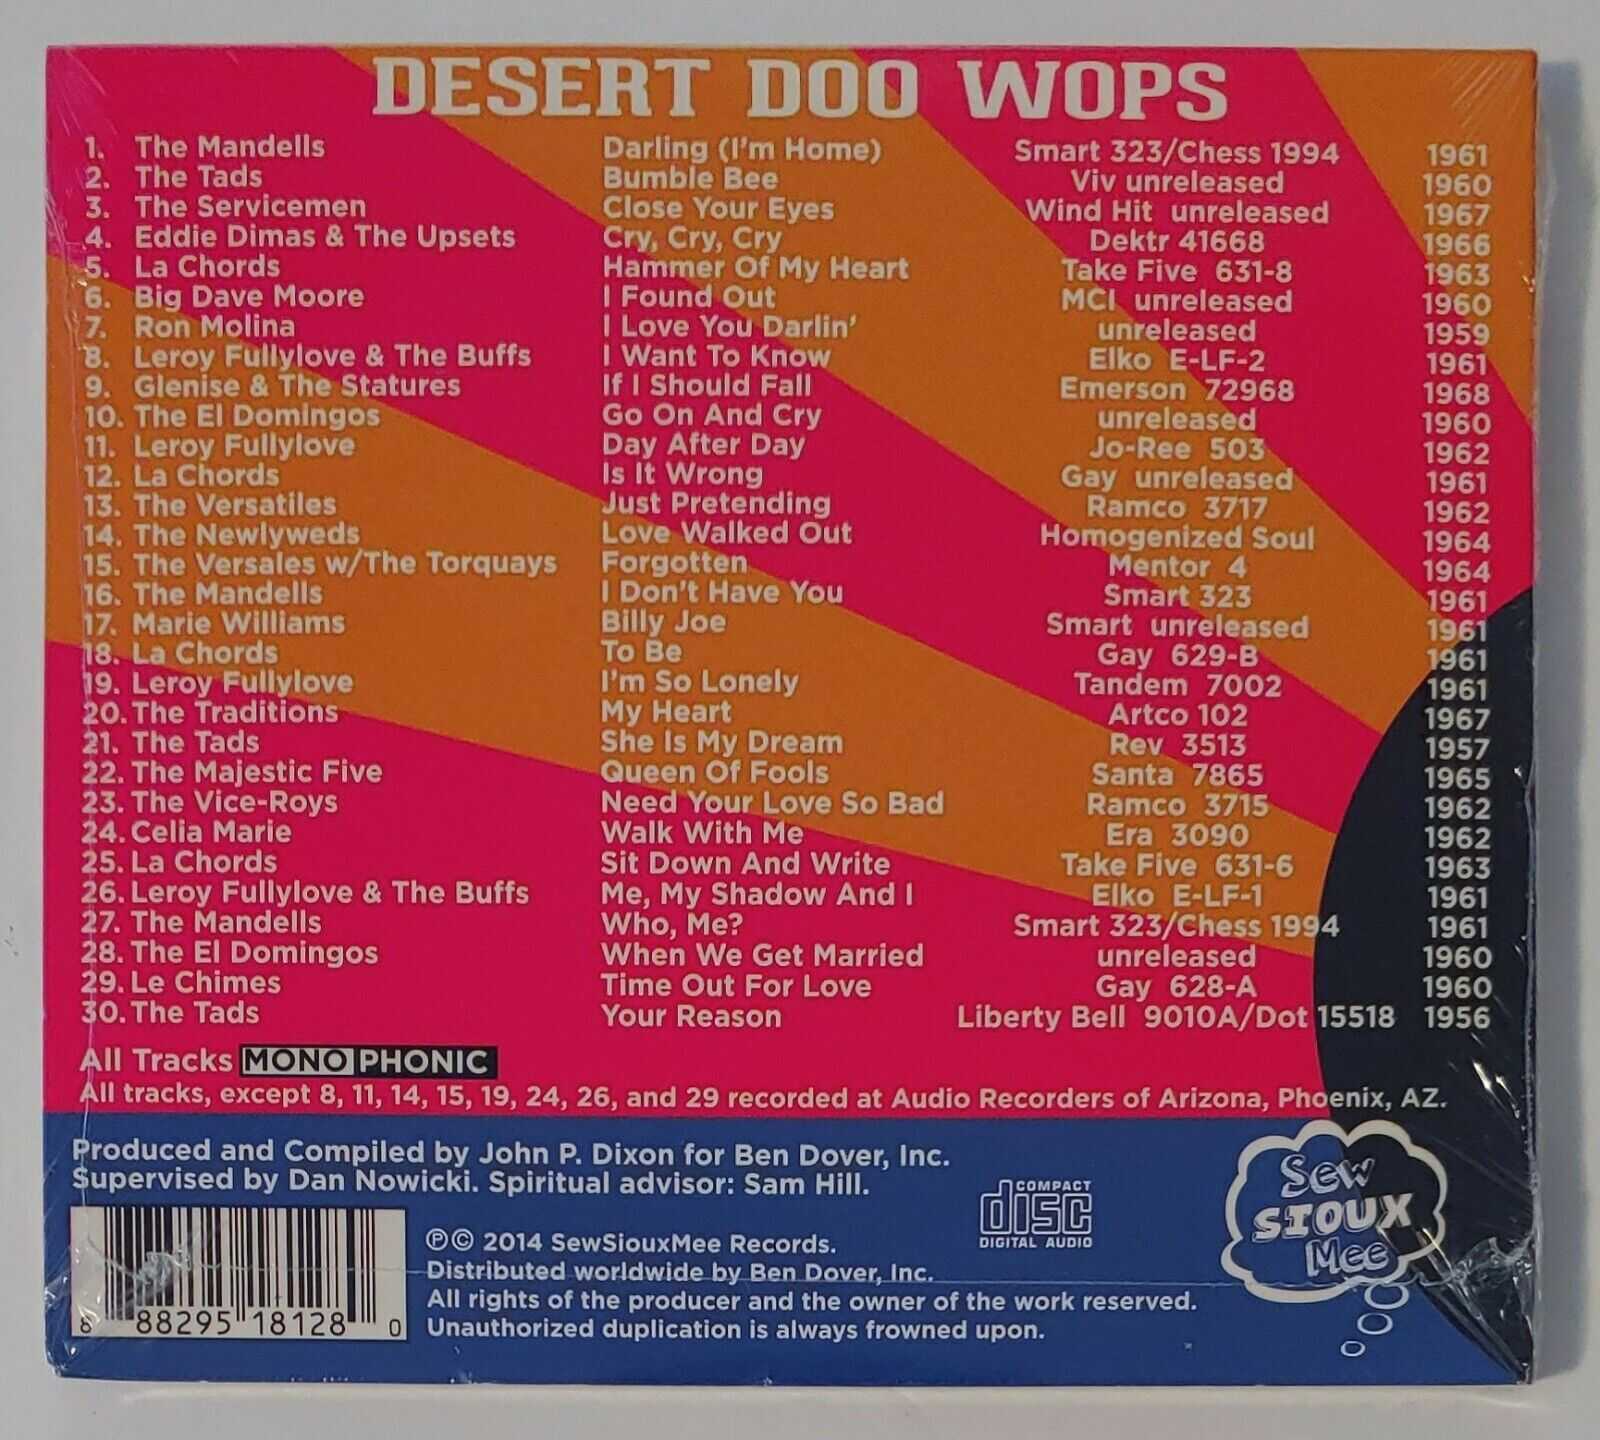 DESERT DOO WOPS
1. The Mandells Darling (I'm Home) Smart 323/Chess 1994 1961
2. The Tads Bumble Bee Viv unreleased 1960
3. The Servicemen Close Your Eyes Wind Hit unreleased 1967
4. Eddie Dimas & The Upsets Cry, Cry, Cry Dektr 41668 1966
5. La Chords Hammer Of My Heart Take Five 631-8 1963
6. Big Dave Moore I Found Out MCI unreleased 1960
7. Ron Molina I Love You Darlin' unreleased 1959
8. Leroy Fullylove & The Buffs I Want To Know Elko E-LF-2 1961
9. Glenise & The Statures If I Should Fall Emerson 72968 1968
10. The El Domingos Go On And Cry unreleased 1960
11. Leroy Fullylove Day After Day Jo-Ree 503 1962
12. La Chords Is It Wrong Gay unreleased 1961
13. The Versatiles Just Pretending Ramco 3717 1962
14. The Newlyweds Love Walked Out Homogenized Soul 1964
15. The Versales w/The Torquays Forgotten Mentor 4 1964
16. The Mandells I Don't Have You Smart 323 1961
17. Marie Williams Billy Joe Smart unreleased 1961
18. La Chords To Be Gay 629-B 1961
19. Leroy Fullylove I'm So Lonely Tandem 7002 1961
20. The Traditions My Heart Artco 102 1967
21. The Tads She Is My Dream Rev 3513 1957
22. The Majestic Five Queen Of Fools Santa 7865 1965
23. The Vice-Roys Need Your Love So Bad Ramco 3715 1962
24. Celia Marie Walk With Me Era 3090 1962
25. La Chords Sit Down And Write Take Five 631-6 1963
26. Leroy Fullylove & The Buffs Me, My Shadow And I Elko E-LF-1 1961
27. The Mandells Who, Me? Smart 323/Chess 1994 1961
28. The El Domingos When We Get Married unreleased 1960
29. Le Chimes Time Out For Love Gay 628-A 1960
30. The Tads Your Reason Liberty Bell 9010A/Dot 15518 1956
All Tracks MONOPHONIC
All tracks, except 8, 11, 14, 15, 19, 24, 26, and 29 recorded at Audio Recorders of Arizona, Phoenix, AZ.
Produced and Compiled by John P. Dixon for Ben Dover, Inc.
Supervised by Dan Nowicki. Spiritual advisor: Sam Hill.
℗© 2014 SewSiouxMee Records.
Distributed worldwide by Ben Dover, Inc.
All rights of the producer and the owner of the work reserved.
Unauthorized duplication is always frowned upon.
8 88295 18128 0
COMPACT
disc
DIGITAL AUDIO
Sew
SIOUX
Mee